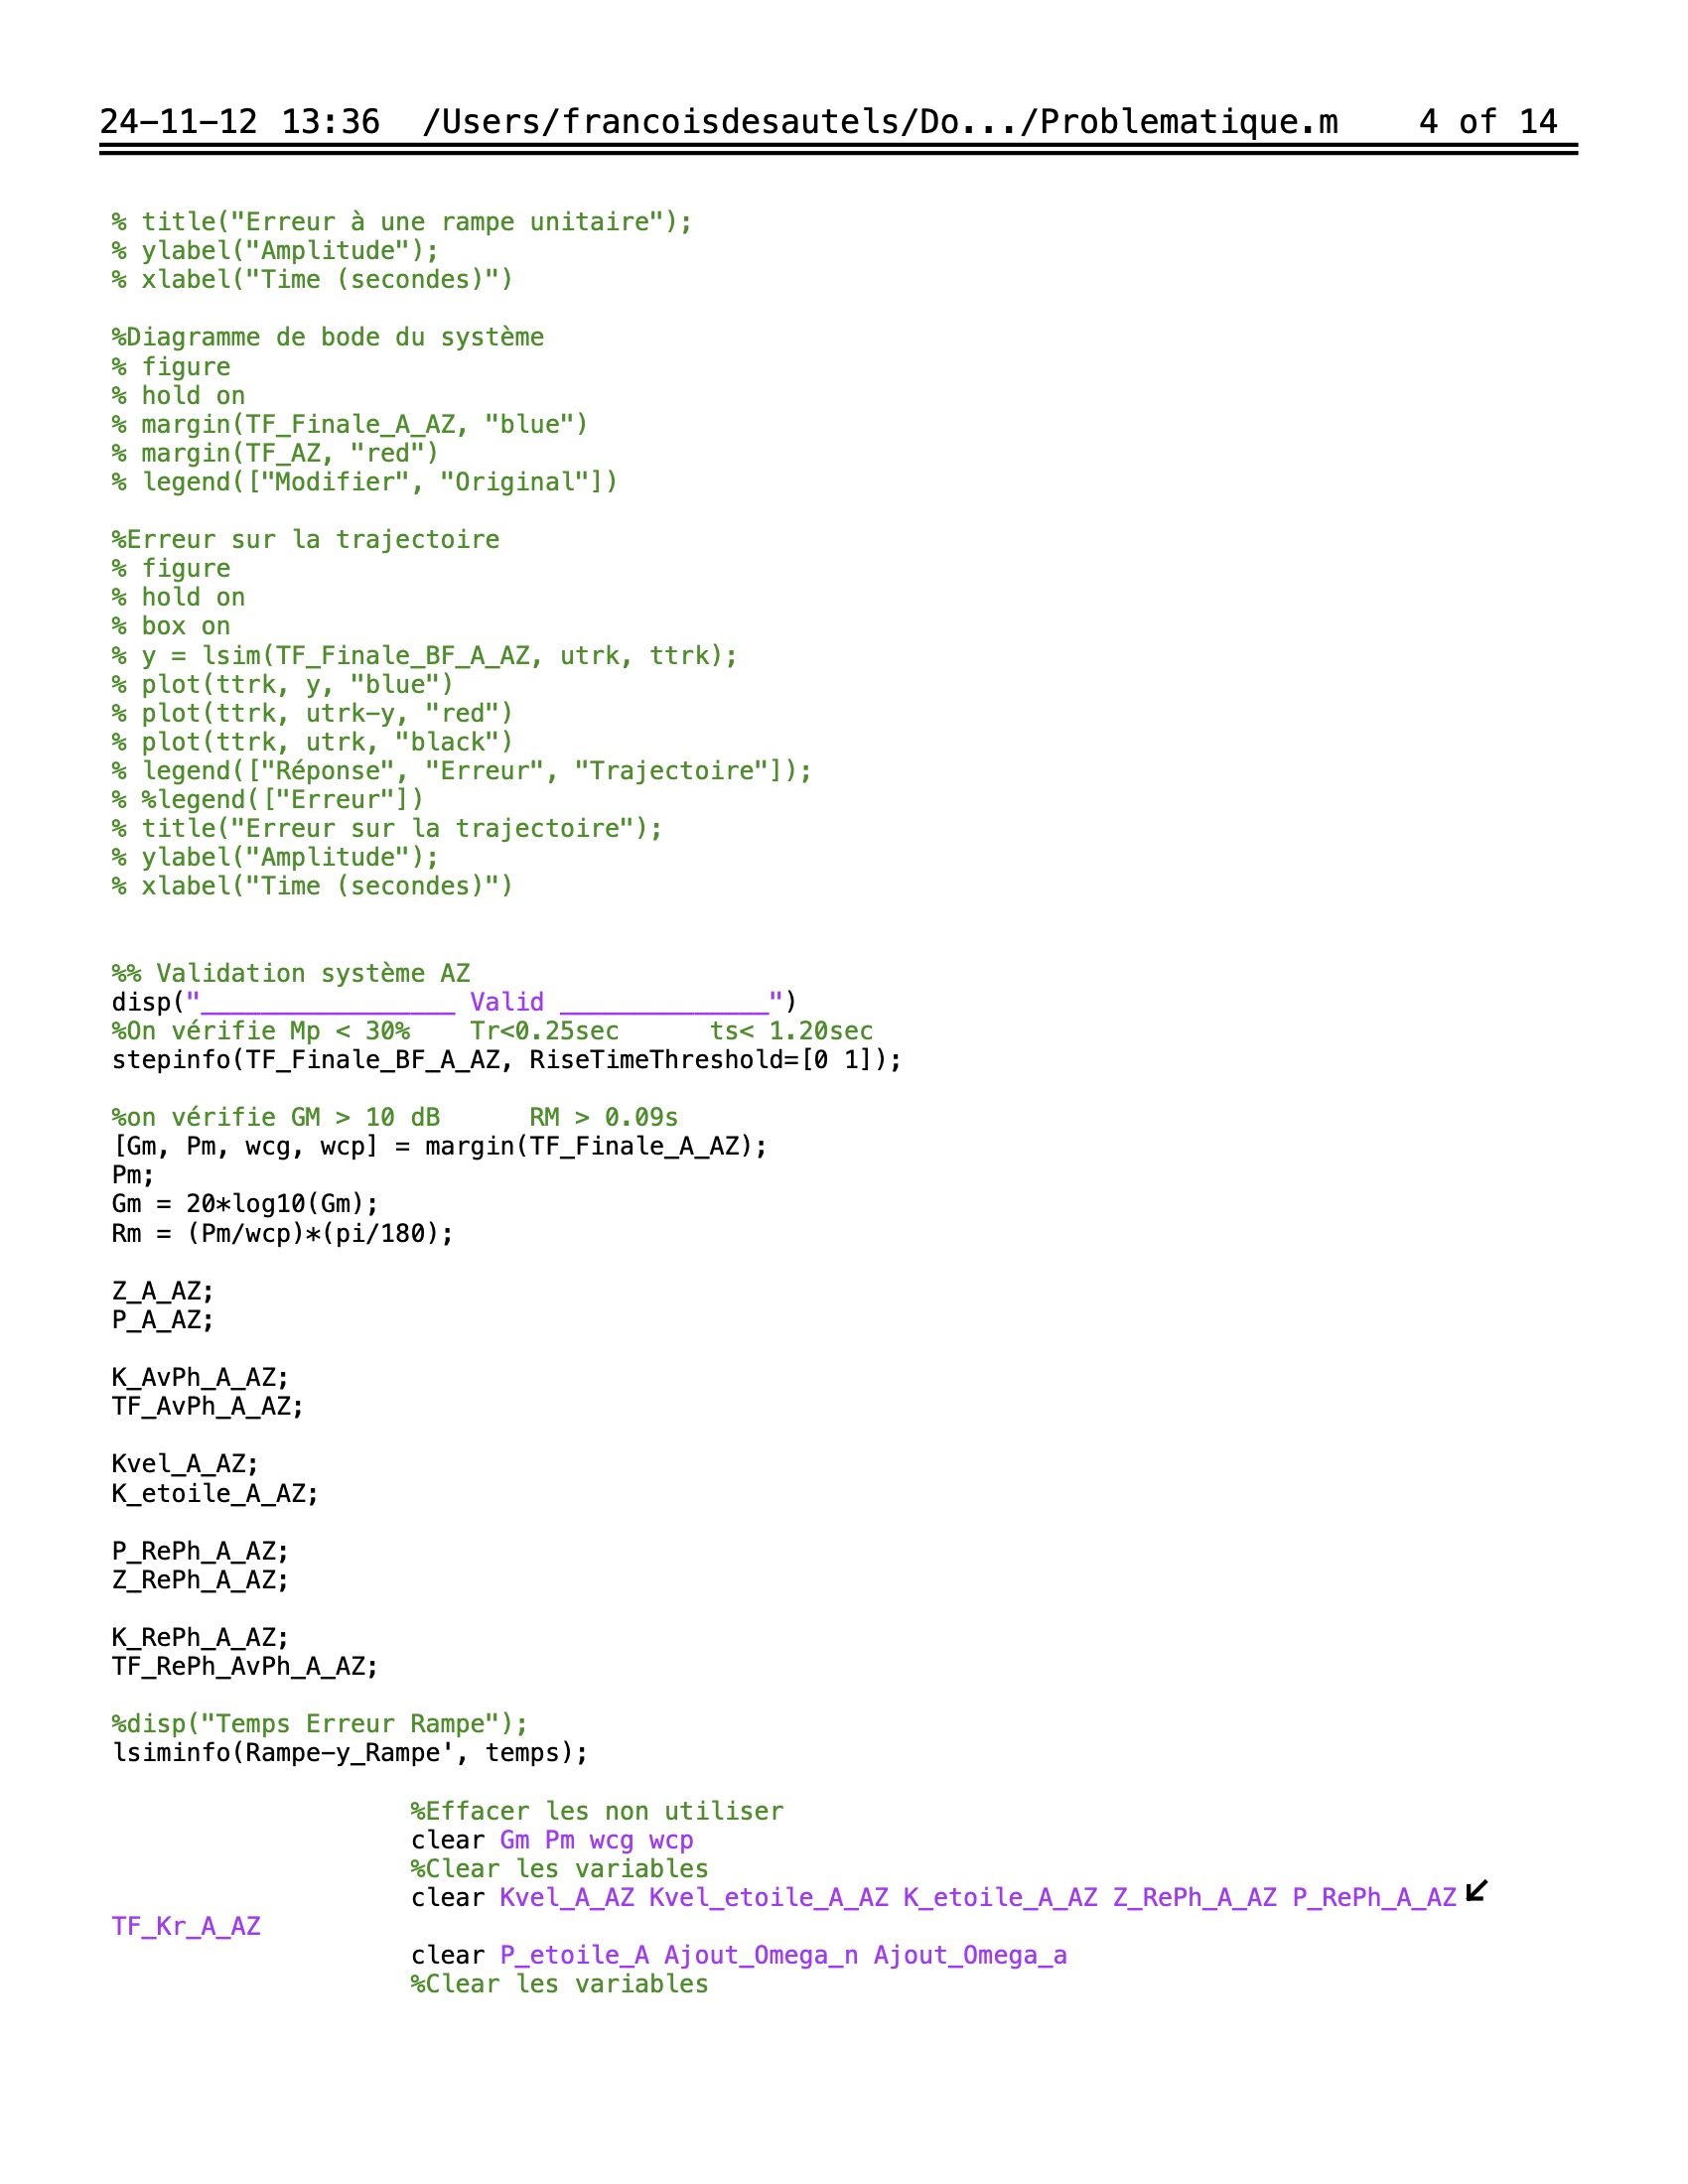 24-11-12 13:36  /Users/francoisdesautels/Do.../Problematique.m    4 of 14
% title("Erreur à une rampe unitaire");
% ylabel("Amplitude");
% xlabel("Time (secondes)")
%Diagramme de bode du système
% figure
% hold on
% margin(TF_Finale_A_AZ, "blue")
% margin(TF_AZ, "red")
% legend(["Modifier", "Original"])
%Erreur sur la trajectoire
% figure
% hold on
% box on
% y = lsim(TF_Finale_BF_A_AZ, utrk, ttrk);
% plot(ttrk, y, "blue")
% plot(ttrk, utrk-y, "red")
% plot(ttrk, utrk, "black")
% legend(["Réponse", "Erreur", "Trajectoire"]);
% %legend(["Erreur"])
% title("Erreur sur la trajectoire");
% ylabel("Amplitude");
% xlabel("Time (secondes)")
%% Validation système AZ
disp("_________________ Valid ______________")
%On vérifie Mp < 30%    Tr<0.25sec      ts< 1.20sec
stepinfo(TF_Finale_BF_A_AZ, RiseTimeThreshold=[0 1]);
%on vérifie GM > 10 dB      RM > 0.09s
[Gm, Pm, wcg, wcp] = margin(TF_Finale_A_AZ);
Pm;
Gm = 20*log10(Gm);
Rm = (Pm/wcp)*(pi/180);
Z_A_AZ;
P_A_AZ;
K_AvPh_A_AZ;
TF_AvPh_A_AZ;
Kvel_A_AZ;
K_etoile_A_AZ;
P_RePh_A_AZ;
Z_RePh_A_AZ;
K_RePh_A_AZ;
TF_RePh_AvPh_A_AZ;
%disp("Temps Erreur Rampe");
lsiminfo(Rampe-y_Rampe', temps);
%Effacer les non utiliser
clear Gm Pm wcg wcp
%Clear les variables
clear Kvel_A_AZ Kvel_etoile_A_AZ K_etoile_A_AZ Z_RePh_A_AZ P_RePh_A_AZ ↙
TF_Kr_A_AZ
clear P_etoile_A Ajout_Omega_n Ajout_Omega_a
%Clear les variables